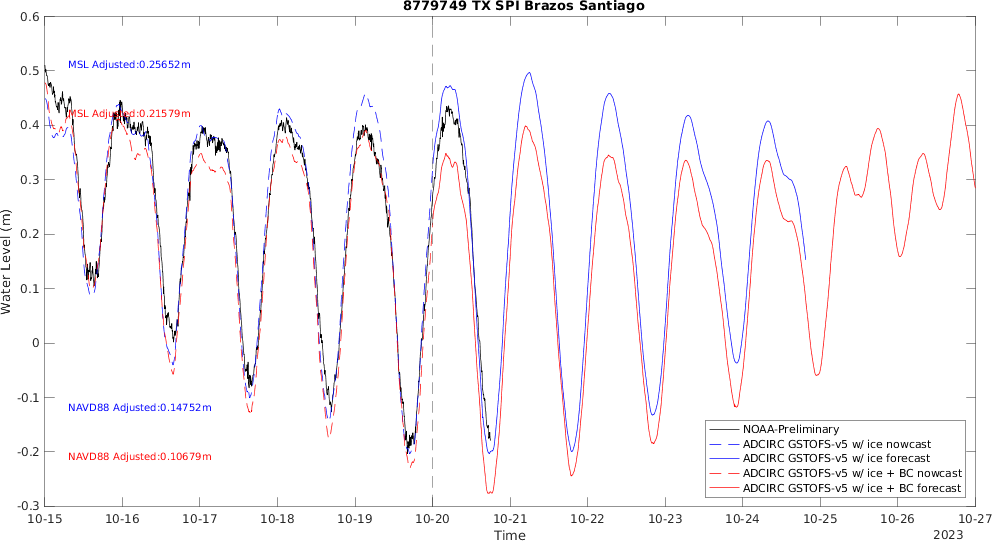 8779749 TX SPI Brazos Santiago
0.6
0.5
0.4
0.3
0.2
0.1
0
-0.1
-0.2
-0.3
Water Level (m)
MSL Adjusted:0.25652m
MSL Adjusted:0.21579m
NAVD88 Adjusted:0.14752m
NAVD88 Adjusted:0.10679m
NOAA-Preliminary
ADCIRC GSTOFS-v5 w/ ice nowcast
ADCIRC GSTOFS-v5 w/ ice forecast
ADCIRC GSTOFS-v5 w/ ice + BC nowcast
ADCIRC GSTOFS-v5 w/ ice + BC forecast
10-15 10-16 10-17 10-18 10-19 10-20 10-21 10-22 10-23 10-24 10-25 10-26 10-27
Time
2023